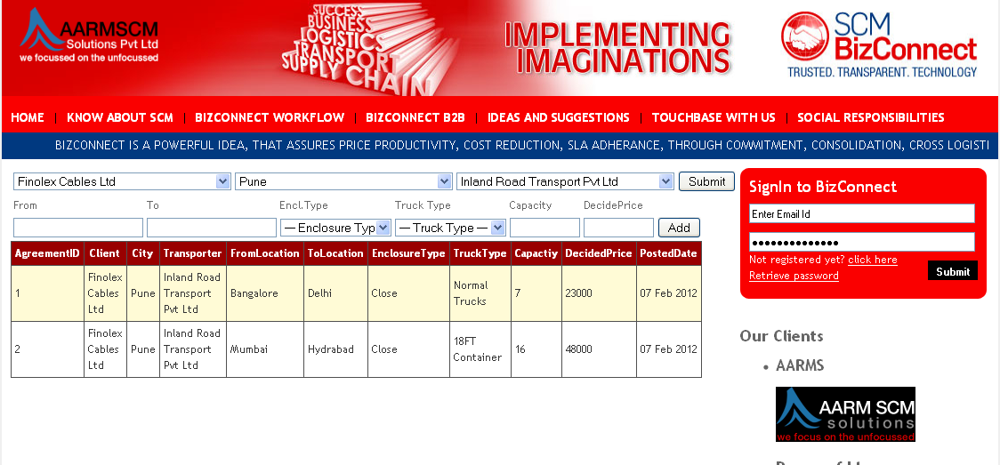 AARMSCM
Solutions Pvt Ltd
we focussed on the unfocussed
SUCCESS
BUSINESS
LOGISTICS
TRANSPORT
SUPPLY CHAIN
IMPLEMENTING
IMAGINATIONS
SCM
BizConnect
TRUSTED. TRANSPARENT. TECHNOLOGY
HOME | KNOW ABOUT SCM | BIZCONNECT WORKFLOW | BIZCONNECT B2B | IDEAS AND SUGGESTIONS | TOUCHBASE WITH US | SOCIAL RESPONSIBILITIES
BIZCONNECT IS A POWERFUL IDEA, THAT ASSURES PRICE PRODUCTIVITY, COST REDUCTION, SLA ADHERANCE, THROUGH COMMITMENT, CONSOLIDATION, CROSS LOGISTI
Finolex Cables Ltd Pune Inland Road Transport Pvt Ltd Submit
From To Encl.Type Truck Type Capacity DecidePrice
— Enclosure Typ — Truck Type — Add
AgreementID Client City Transporter FromLocation ToLocation EnclosureType TruckType Capactiy DecidedPrice PostedDate
1 Finolex Cables Ltd Pune Inland Road Transport Pvt Ltd Bangalore Delhi Close Normal Trucks 7 23000 07 Feb 2012
2 Finolex Cables Ltd Pune Inland Road Transport Pvt Ltd Mumbai Hydrabad Close 18FT Container 16 48000 07 Feb 2012
SignIn to BizConnect
Enter Email Id
••••••••••••••
Not registered yet? click here
Retrieve password
Submit
Our Clients
• AARMS
AARM SCM
solutions
we focus on the unfocussed